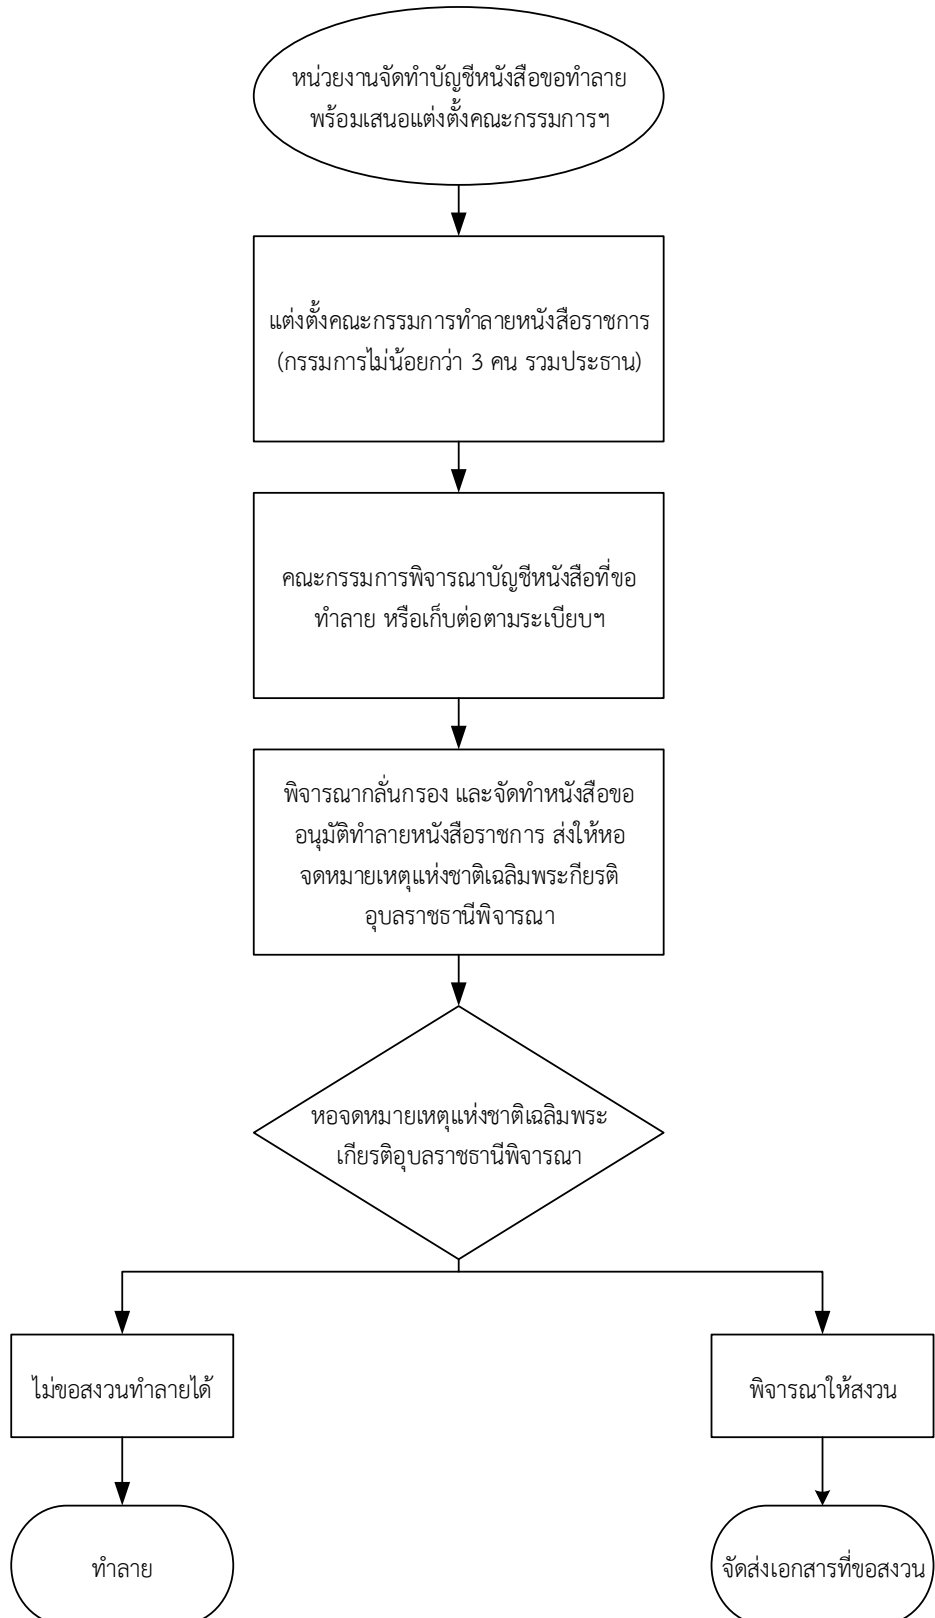 หน่วยงานจัดทำบัญชีหนังสือขอทำลาย
พร้อมเสนอแต่งตั้งคณะกรรมการฯ
แต่งตั้งคณะกรรมการทำลายหนังสือราชการ
(กรรมการไม่น้อยกว่า 3 คน รวมประธาน)
คณะกรรมการพิจารณาบัญชีหนังสือที่ขอ
ทำลาย หรือเก็บต่อตามระเบียบฯ
พิจารณากลั่นกรอง และจัดทำหนังสือขอ
อนุมัติทำลายหนังสือราชการ ส่งให้หอ
จดหมายเหตุแห่งชาติเฉลิมพระกียรติ
อุบลราชธานีพิจารณา
หอจดหมายเหตุแห่งชาติเฉลิมพระ
เกียรติอุบลราชธานีพิจารณา
ไม่ขอสงวนทำลายได้
พิจารณาให้สงวน
ทำลาย
จัดส่งเอกสารที่ขอสงวน